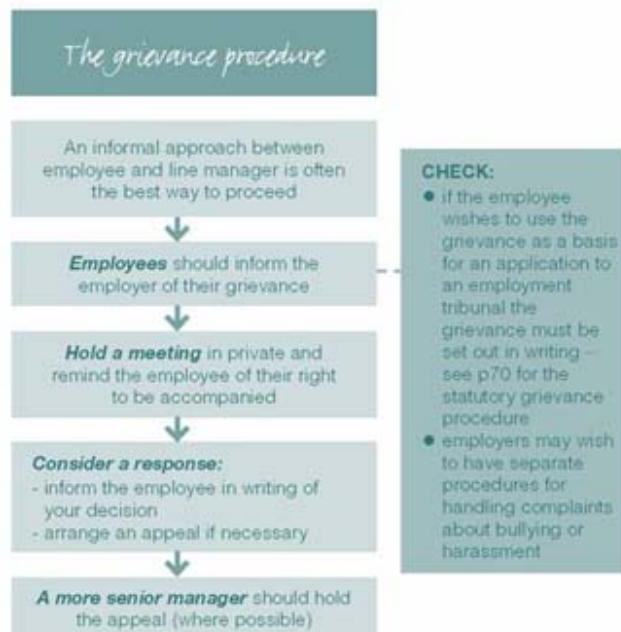 The grievance procedure
An informal approach between
employee and line manager is often
the best way to proceed
Employees should inform the
employer of their grievance
Hold a meeting in private and
remind the employee of their right
to be accompanied
Consider a response:
- inform the employee in writing of
your decision
- arrange an appeal if necessary
A more senior manager should hold
the appeal (where possible)
CHECK:
● if the employee
wishes to use the
grievance as a basis
for an application to
an employment
tribunal the
grievance must be
set out in writing –
see p70 for the
statutory grievance
procedure
● employers may wish
to have separate
procedures for
handling complaints
about bullying or
harassment